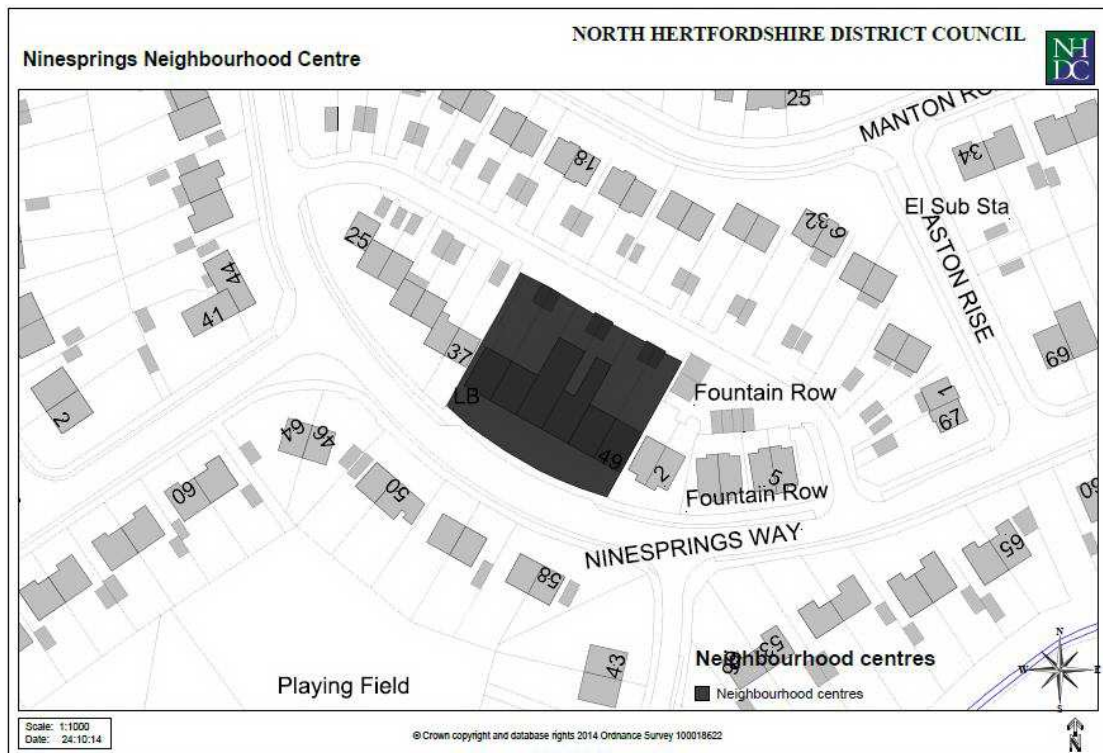 NORTH HERTFORDSHIRE DISTRICT COUNCIL
NH
DC
Ninesprings Neighbourhood Centre
25
MANTON
18
34
El Sub Sta
ASTON RISE
25
32
9
44
41
37
LB
69
2
Fountain Row
1
67
64
46
49
2
60
50
5
Fountain Row
NINESPRINGS WAY
65
58
53
43
Playing Field
Neighbourhood centres
Neighbourhood centres
N
W
E
S
Scale: 1:1000
Date: 24:10:14
© Crown copyright and database rights 2014 Ordnance Survey 100018622
N